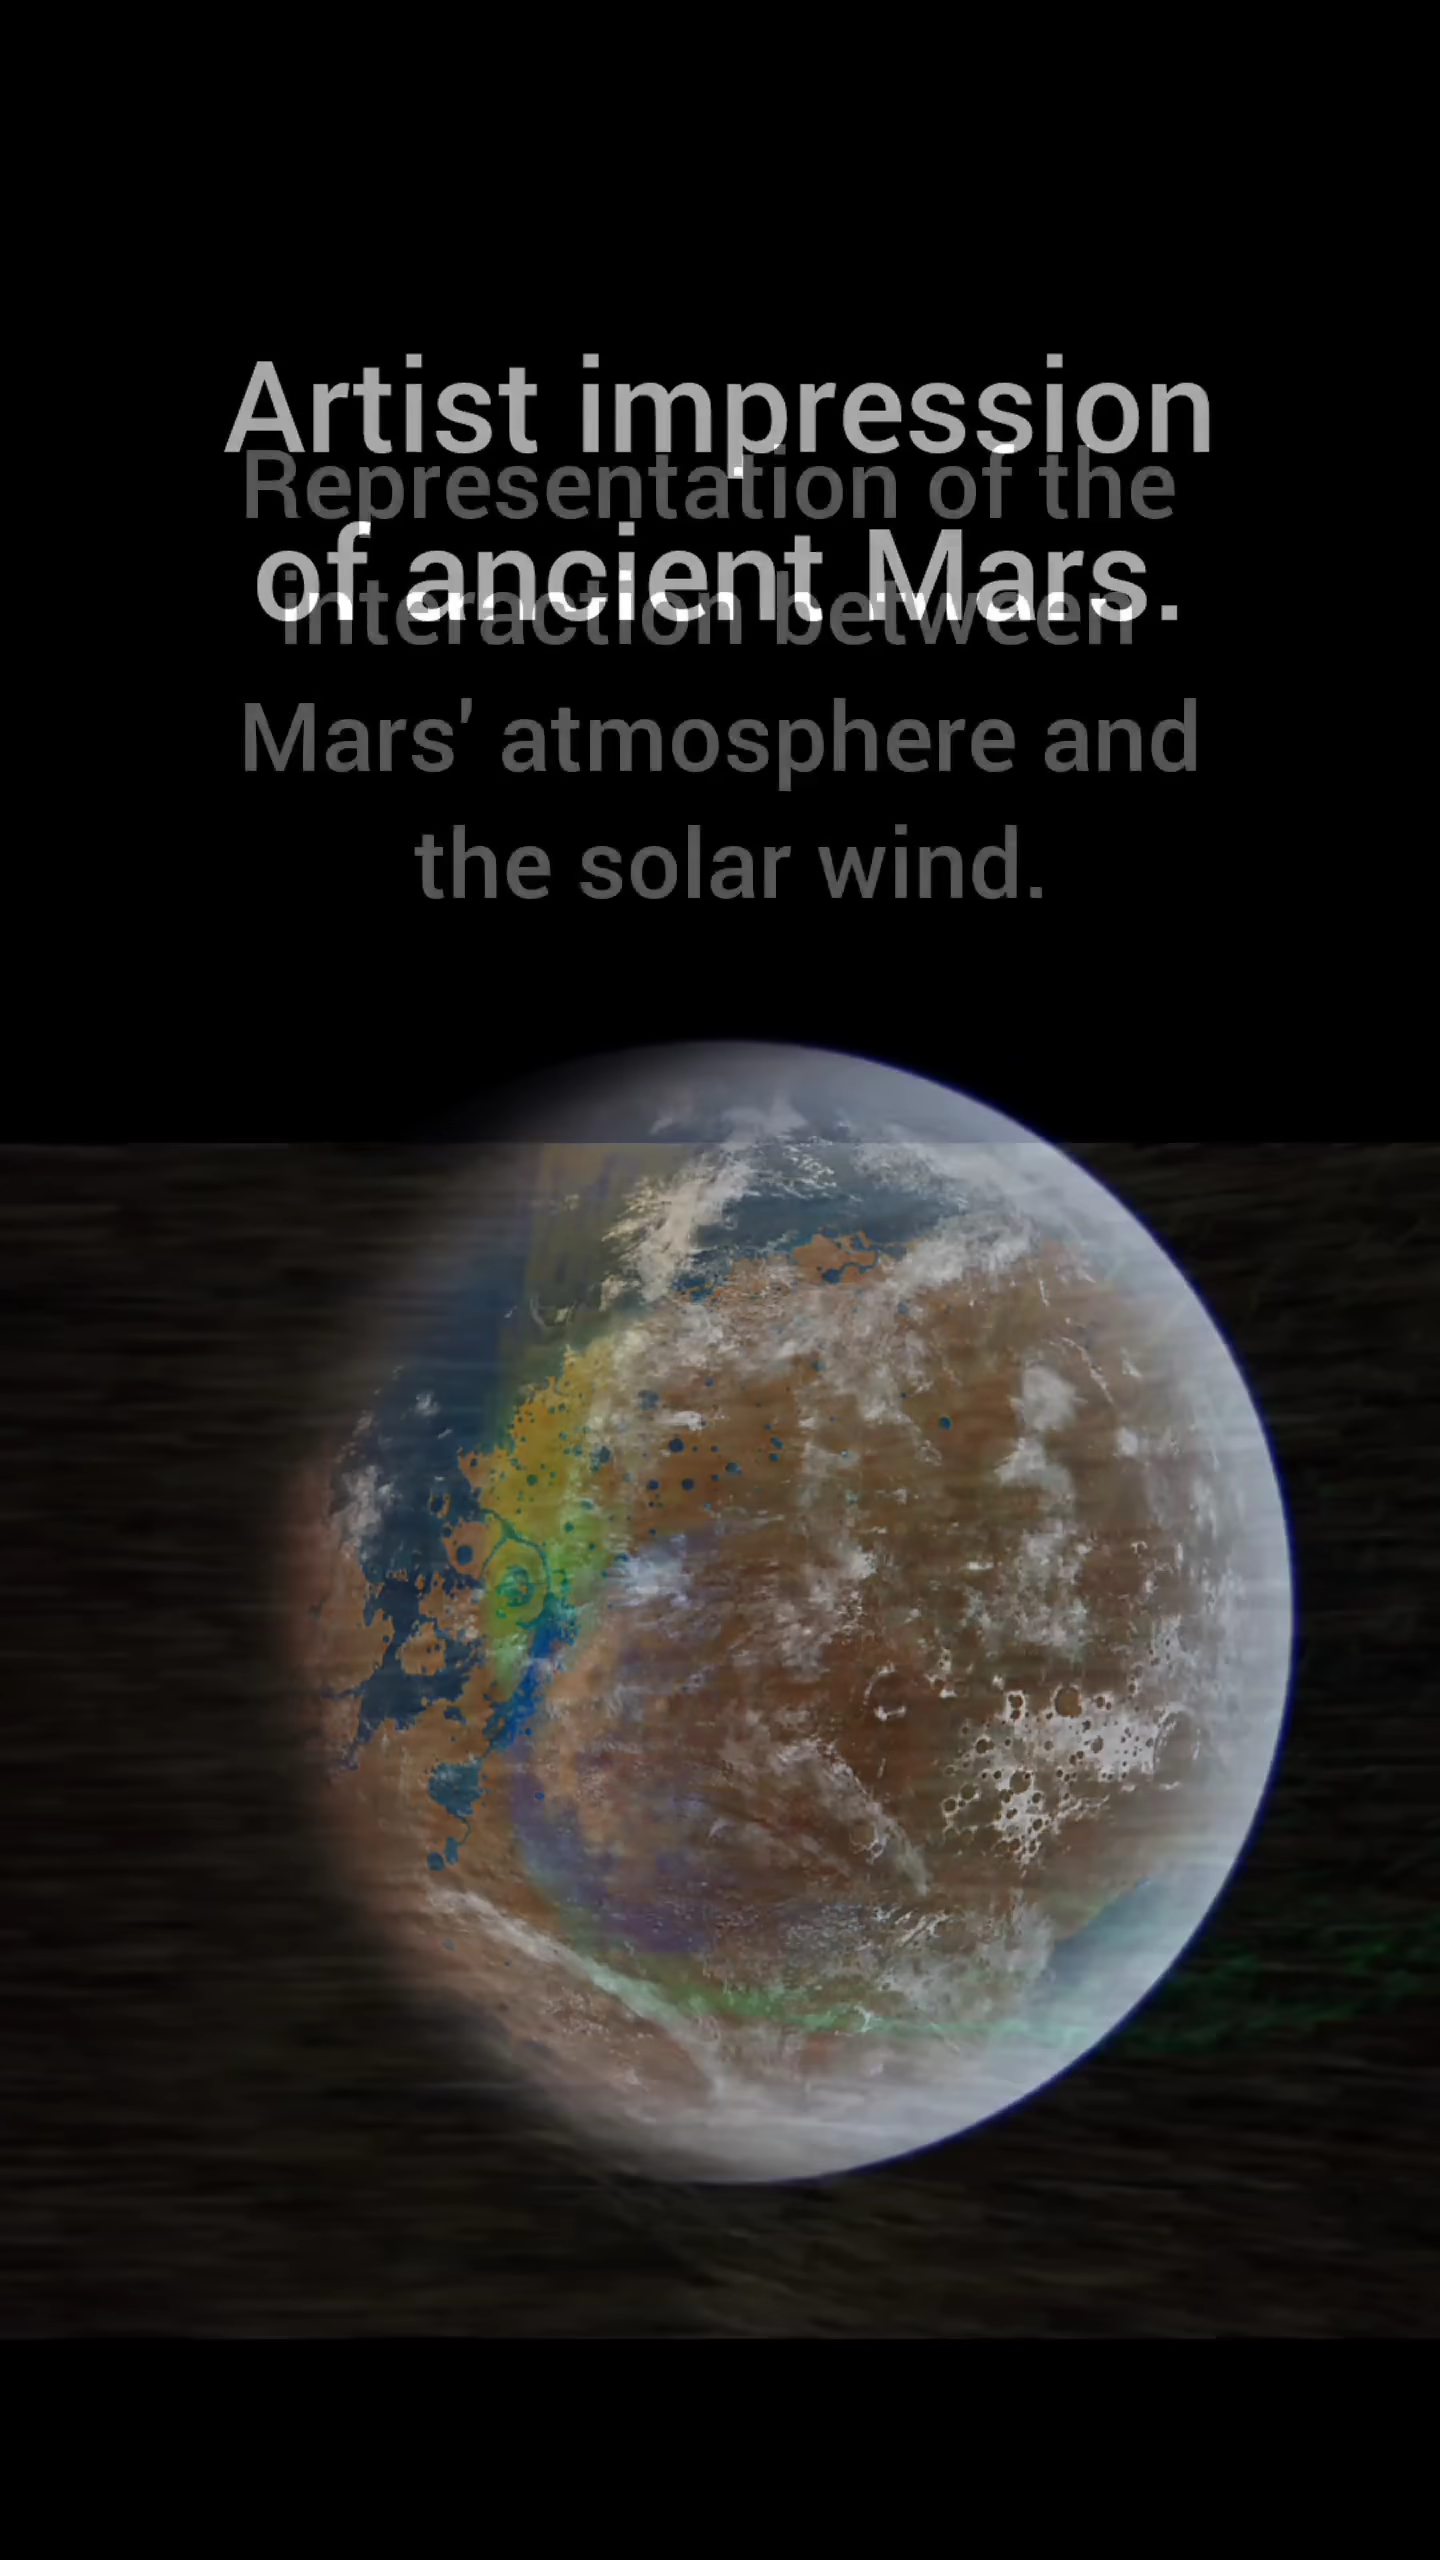 Artist impression
of ancient Mars.
Representation of the
interaction between
Mars' atmosphere and
the solar wind.